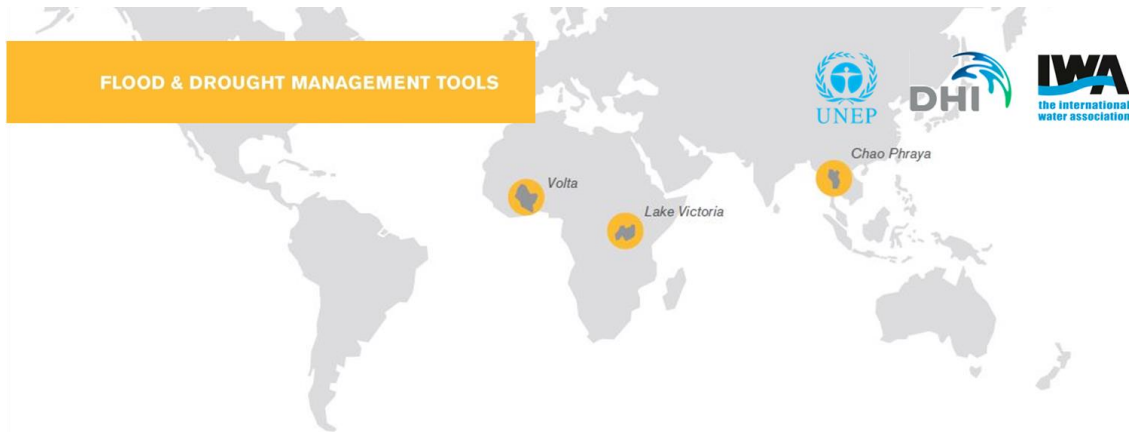 FLOOD & DROUGHT MANAGEMENT TOOLS
UNEP
DHI
IWA
the international
water association
Chao Phraya
Volta
Lake Victoria